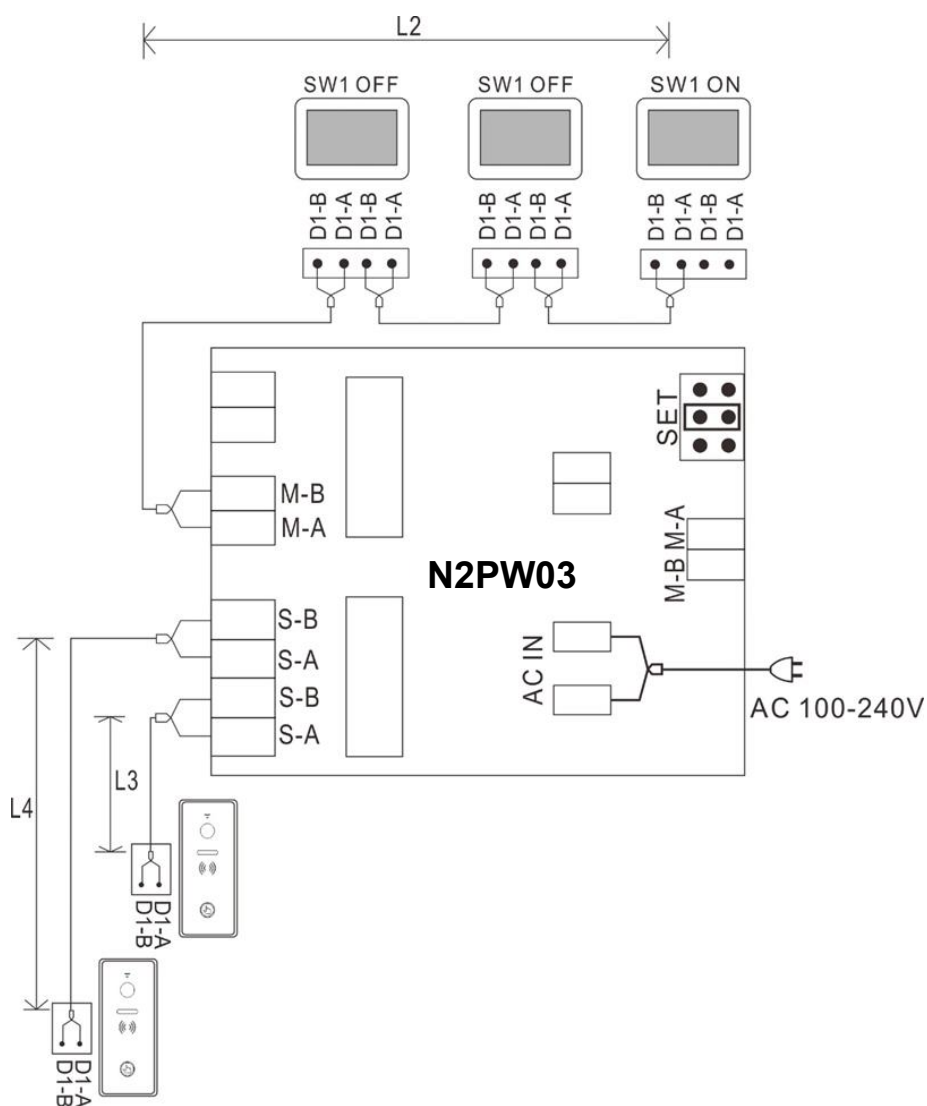 L2
SW1 OFF SW1 OFF SW1 ON
D1-B D1-A D1-B D1-A D1-B D1-A D1-B D1-A D1-B D1-A D1-B D1-A
SET
M-B
M-A
M-B M-A
N2PW03
S-B
S-A
S-B
S-A
AC IN
AC 100-240V
L3
L4
D1-A
D1-B
D1-A
D1-B